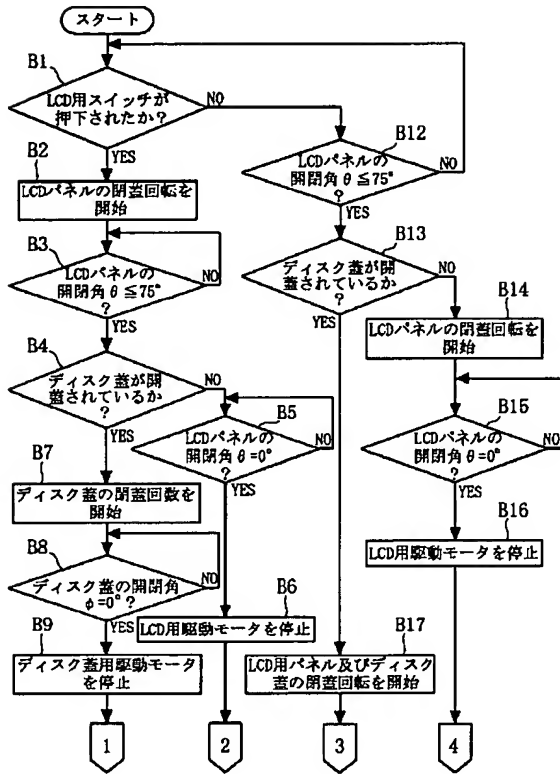 スタート
B1
LCD用スイッチが
押下されたか?
NO
YES
B2
LCDパネルの閉蓋回転を
開始
B3
LCDパネルの
開閉角θ≦75°
?
NO
YES
B4
ディスク蓋が開
蓋されているか
?
NO
YES
B5
LCDパネルの
開閉角θ=0°
?
NO
YES
B6
LCD用駆動モータを停止
B7
ディスク蓋の閉蓋回数を
開始
B8
ディスク蓋の開閉角
φ=0°?
NO
YES
B9
ディスク蓋用駆動モータ
を停止
B12
LCDパネルの
開閉角θ≦75°
?
NO
YES
B13
ディスク蓋が開
蓋されているか
?
NO
YES
B14
LCDパネルの閉蓋回転を
開始
B15
LCDパネルの
開閉角θ=0°
?
NO
YES
B16
LCD用駆動モータを停止
B17
LCD用パネル及びディスク
蓋の閉蓋回転を開始
1
2
3
4